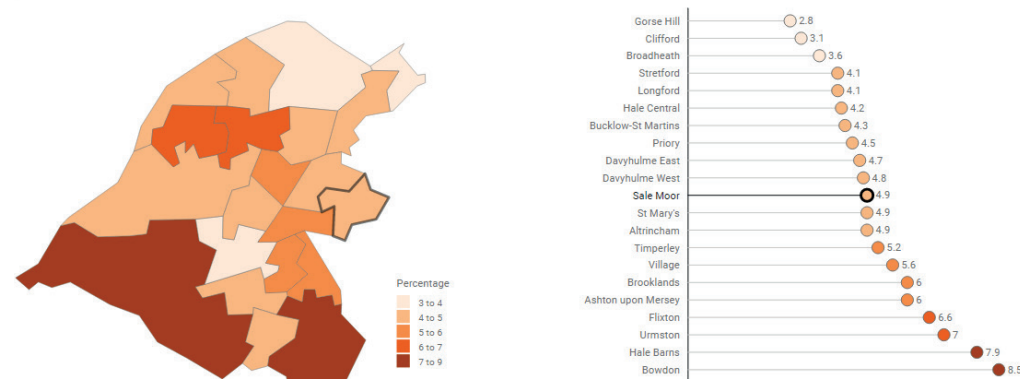 Percentage
3 to 4
4 to 5
5 to 6
6 to 7
7 to 9
Gorse Hill 2.8
Clifford 3.1
Broadheath 3.6
Stretford 4.1
Longford 4.1
Hale Central 4.2
Bucklow-St Martins 4.3
Priory 4.5
Davyhulme East 4.7
Davyhulme West 4.8
Sale Moor 4.9
St Mary's 4.9
Altrincham 4.9
Timperley 5.2
Village 5.6
Brooklands 6
Ashton upon Mersey 6
Flixton 6.6
Urmston 7
Hale Barns 7.9
Bowdon 8.5